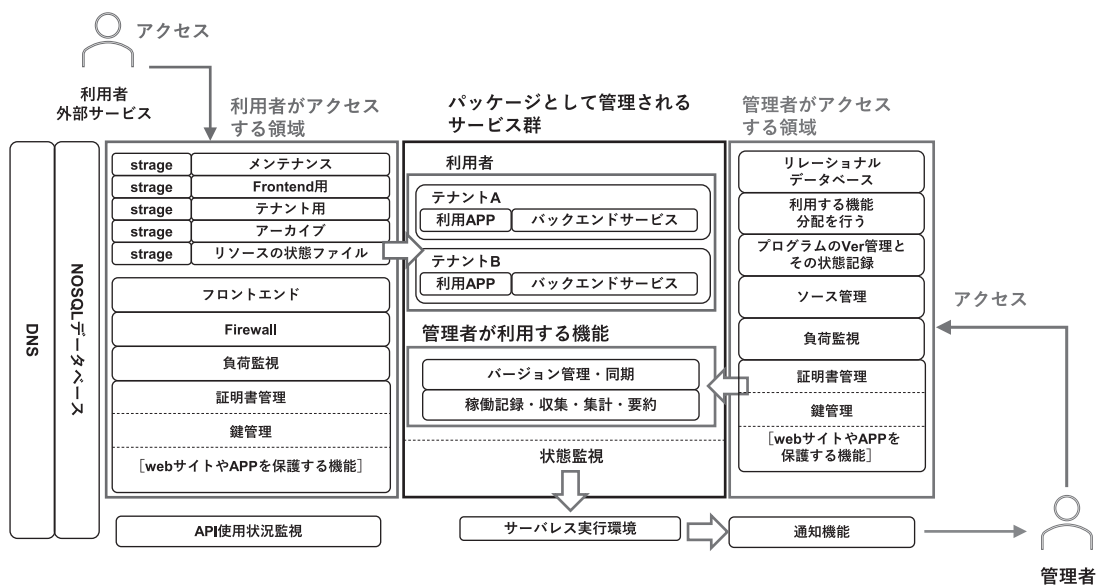 アクセス
利用者
外部サービス
利用者がアクセス
する領域
パッケージとして管理される
サービス群
管理者がアクセス
する領域
DNS
NOSQLデータベース
strage
メンテナンス
strage
Frontend用
strage
テナント用
strage
アーカイブ
strage
リソースの状態ファイル
フロントエンド
Firewall
負荷監視
証明書管理
鍵管理
［webサイトやAPPを保護する機能］
API使用状況監視
利用者
テナントA
利用APP
バックエンドサービス
テナントB
利用APP
バックエンドサービス
管理者が利用する機能
バージョン管理・同期
稼働記録・収集・集計・要約
状態監視
サーバレス実行環境
リレーショナル
データベース
利用する機能
分配を行う
プログラムのVer管理と
その状態記録
ソース管理
負荷監視
証明書管理
鍵管理
［webサイトやAPPを
保護する機能］
通知機能
アクセス
管理者